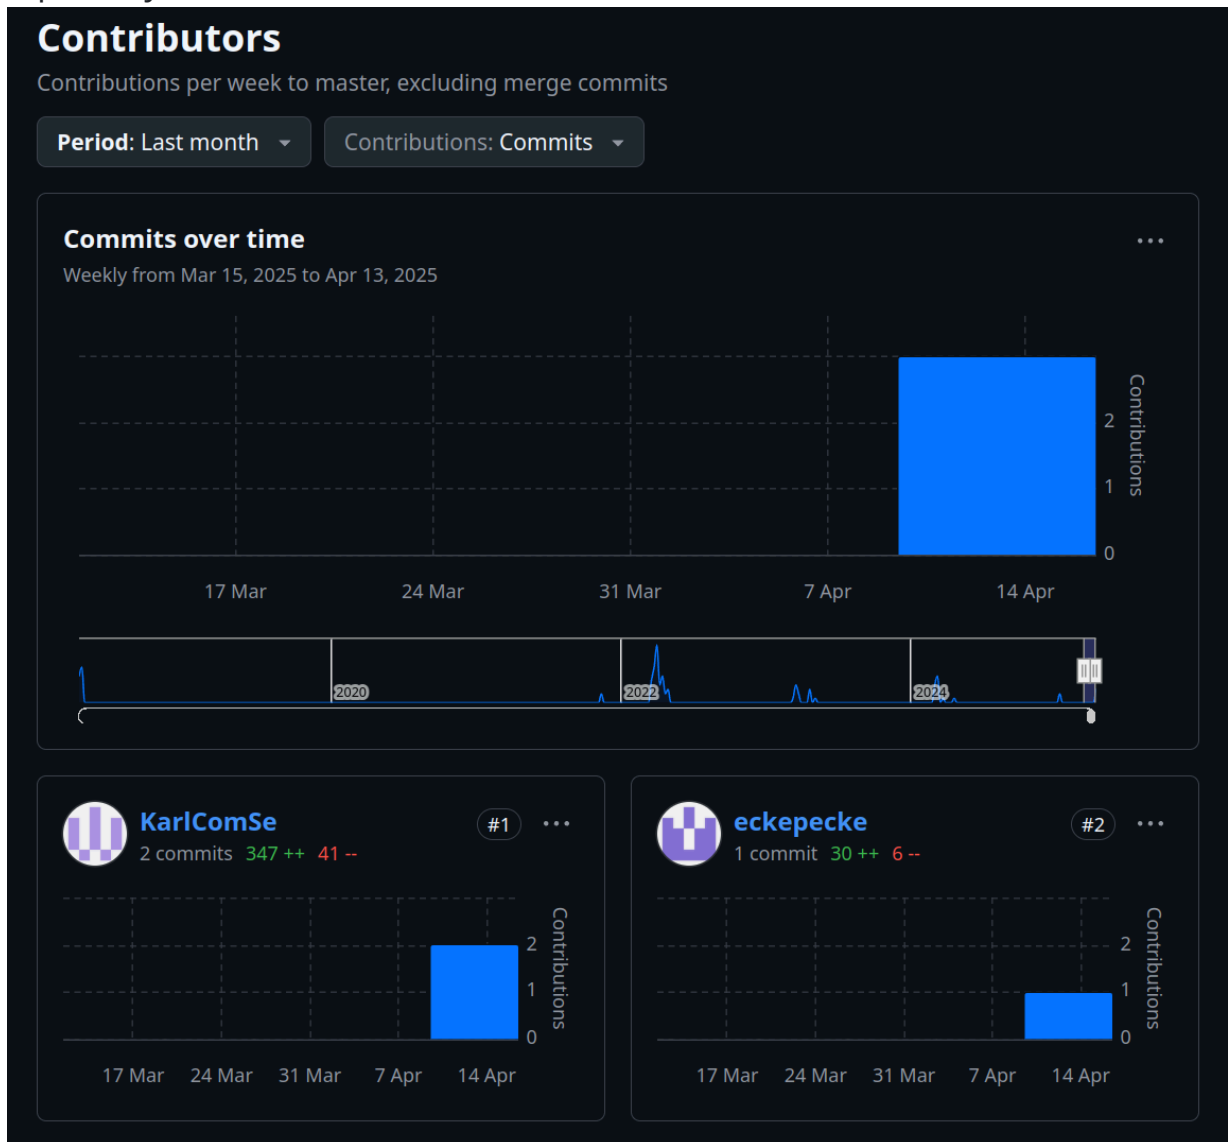 Contributors
Contributions per week to master, excluding merge commits
Period: Last month
Contributions: Commits
Commits over time
Weekly from Mar 15, 2025 to Apr 13, 2025
2
1
0
Contributions
17 Mar 24 Mar 31 Mar 7 Apr 14 Apr
2020 2022 2024
KarlComSe
#1
2 commits 347 ++ 41 --
2
1
0
Contributions
17 Mar 24 Mar 31 Mar 7 Apr 14 Apr
eckepecke
#2
1 commit 30 ++ 6 --
2
1
0
Contributions
17 Mar 24 Mar 31 Mar 7 Apr 14 Apr